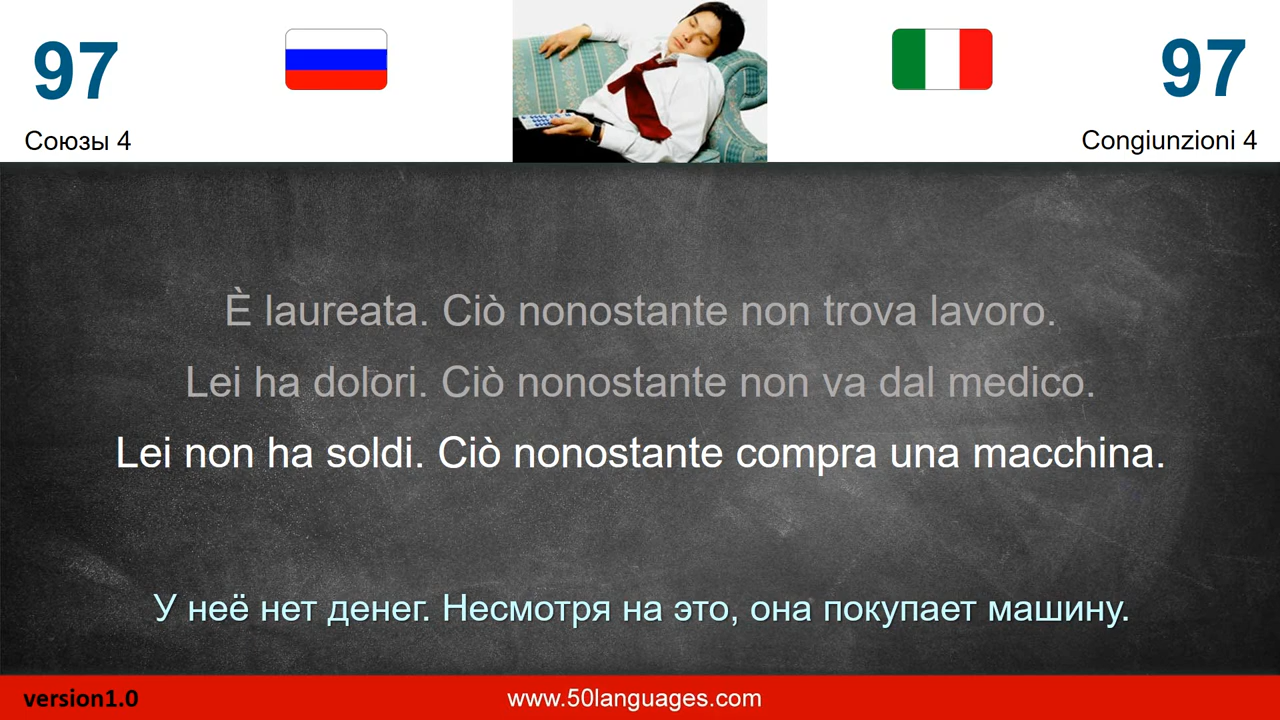 97
97
Союзы 4
Congiunzioni 4
È laureata. Ciò nonostante non trova lavoro.
Lei ha dolori. Ciò nonostante non va dal medico.
Lei non ha soldi. Ciò nonostante compra una macchina.
У неё нет денег. Несмотря на это, она покупает машину.
version1.0
www.50languages.com